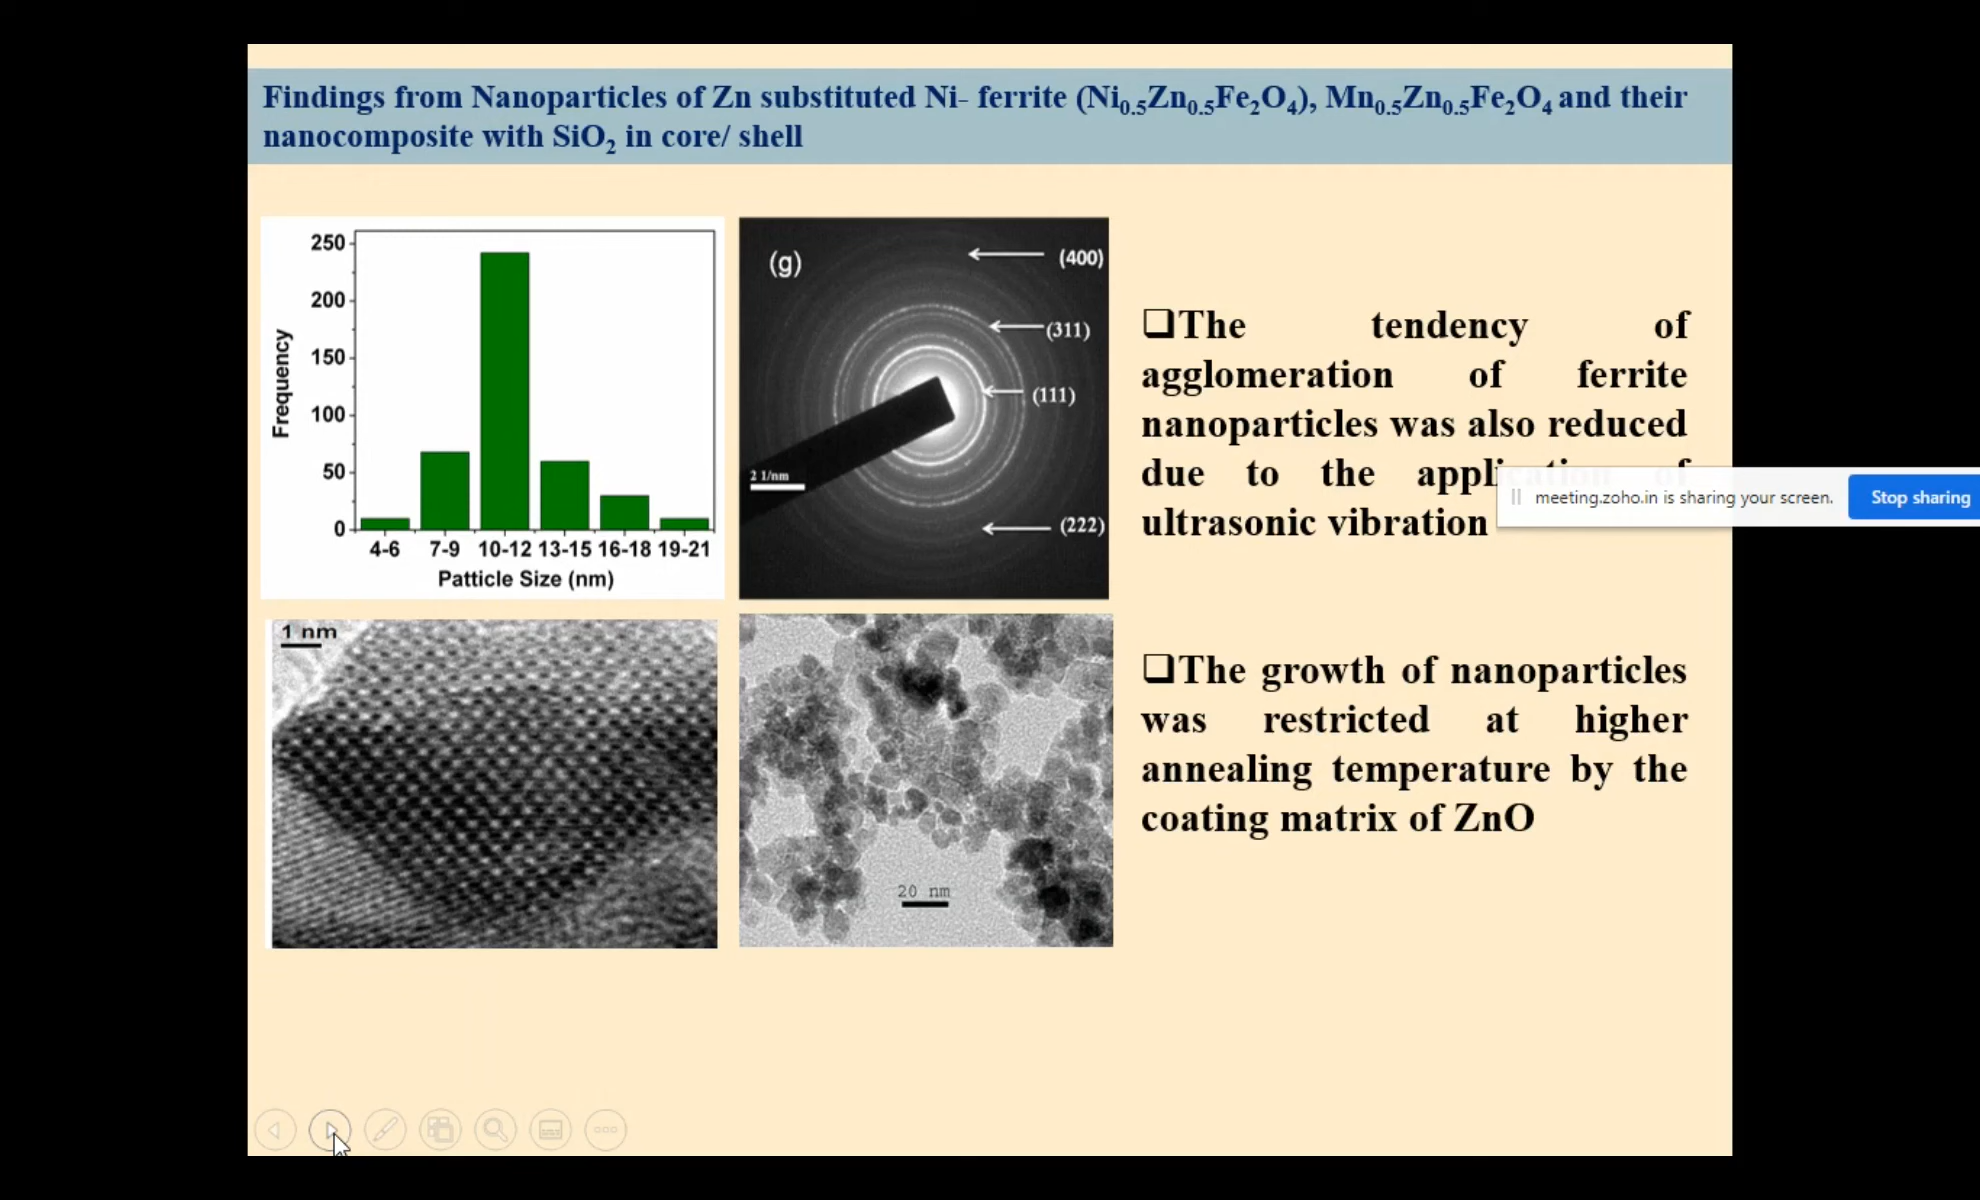 Findings from Nanoparticles of Zn substituted Ni- ferrite (Ni0.5Zn0.5Fe2O4), Mn0.5Zn0.5Fe2O4 and their
nanocomposite with SiO2 in core/ shell
250
200
150
100
50
0
Frequency
4-6 7-9 10-12 13-15 16-18 19-21
Patticle Size (nm)
(g)
(400)
(311)
(111)
2 1/nm
(222)
❑The tendency of
agglomeration of ferrite
nanoparticles was also reduced
due to the application of
ultrasonic vibration
meeting.zoho.in is sharing your screen.
Stop sharing
1 nm
20 nm
❑The growth of nanoparticles
was restricted at higher
annealing temperature by the
coating matrix of ZnO